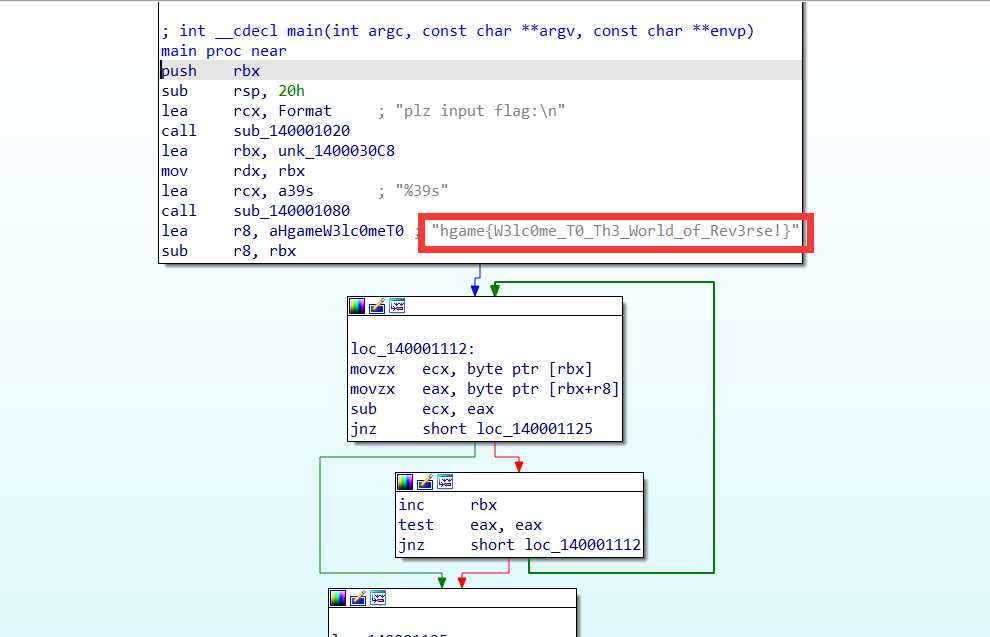 ; int __cdecl main(int argc, const char **argv, const char **envp)
main proc near
push rbx
sub rsp, 20h
lea rcx, Format ; "plz input flag:\n"
call sub_140001020
lea rbx, unk_1400030C8
mov rdx, rbx
lea rcx, a39s ; "%39s"
call sub_140001080
lea r8, aHgameW3lc0meT0 ; "hgame{W3lc0me_T0_Th3_World_of_Rev3rse!}"
sub r8, rbx
loc_140001112:
movzx ecx, byte ptr [rbx]
movzx eax, byte ptr [rbx+r8]
sub ecx, eax
jnz short loc_140001125
inc rbx
test eax, eax
jnz short loc_140001112